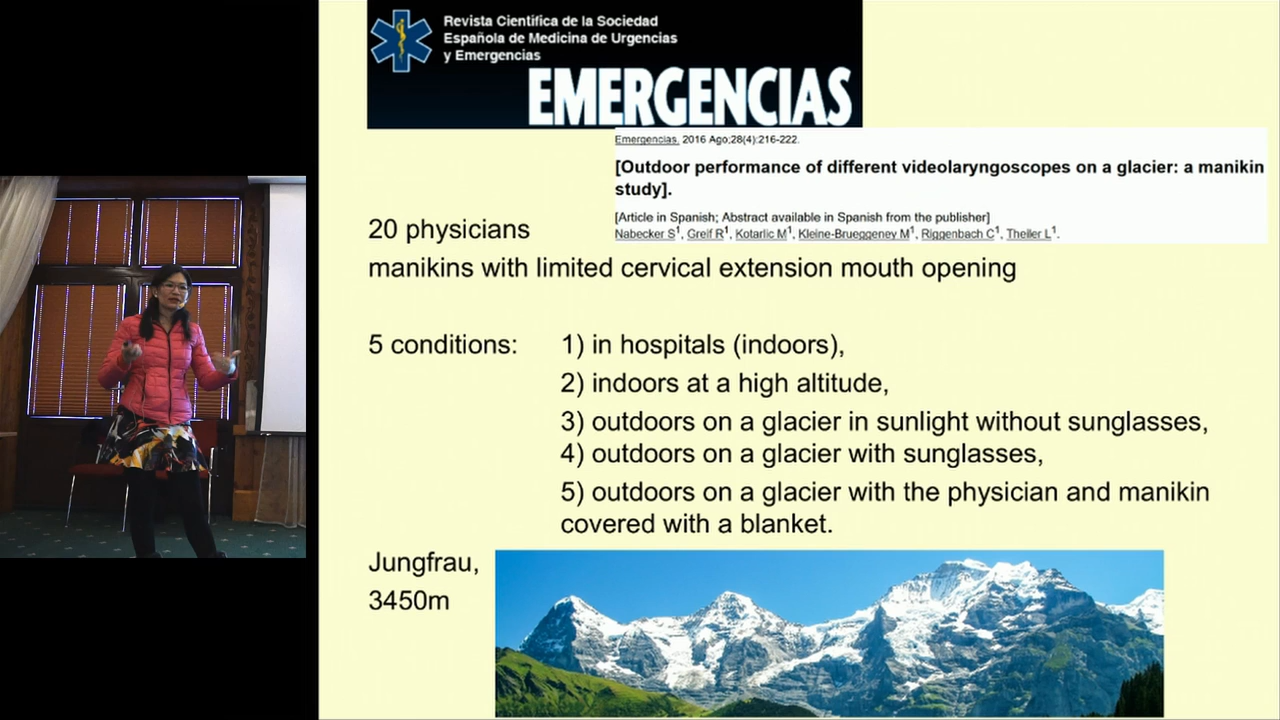 Revista Científica de la Sociedad
Española de Medicina de Urgencias
y Emergencias
EMERGENCIAS
Emergencias. 2016 Ago;28(4):216-222.
[Outdoor performance of different videolaryngoscopes on a glacier: a manikin
study].
[Article in Spanish; Abstract available in Spanish from the publisher]
Nabecker S1, Greif R1, Kotarlic M1, Kleine-Brueggeney M1, Riggenbach C1, Theiler L1.
20 physicians
manikins with limited cervical extension mouth opening
5 conditions: 1) in hospitals (indoors),
2) indoors at a high altitude,
3) outdoors on a glacier in sunlight without sunglasses,
4) outdoors on a glacier with sunglasses,
5) outdoors on a glacier with the physician and manikin
covered with a blanket.
Jungfrau,
3450m